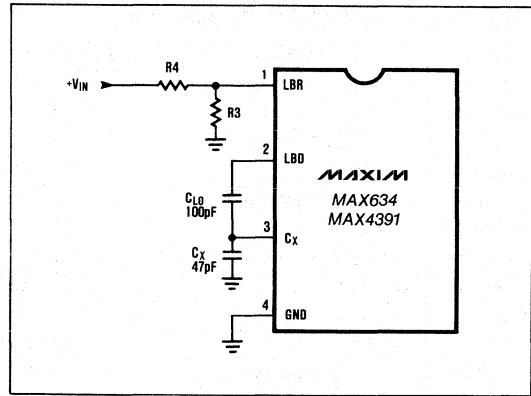 R4
+VIN
1
LBR
R3
2
LBD
MAXIM
MAX634
MAX4391
CLO
100pF
3
CX
CX
47pF
4
GND